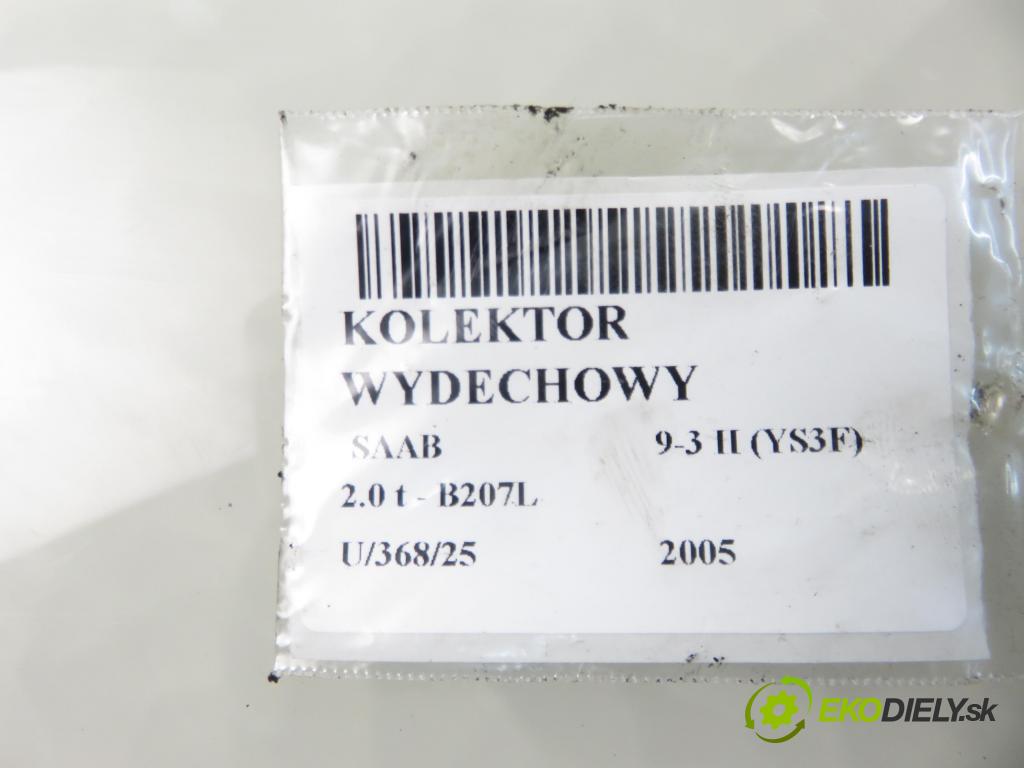 KOLEKTOR
WYDECHOWY
SAAB 9-3 II (YS3F)
2.0 t - B207L
U/368/25 2005
EKODIELY.sk